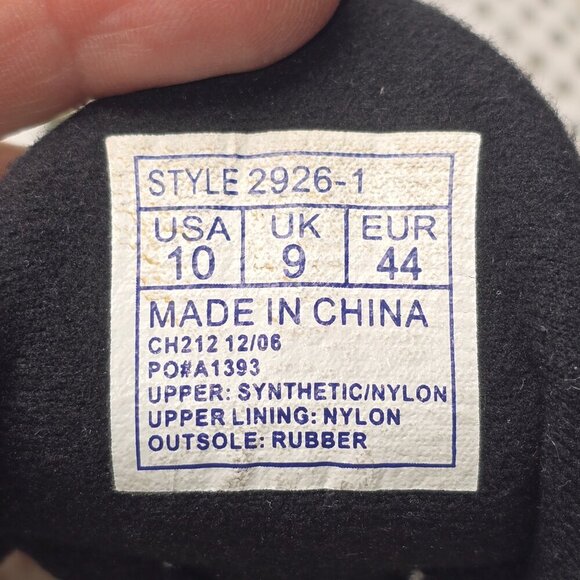 STYLE 2926-1
USA UK EUR
10 9 44
MADE IN CHINA
CH212 12/06
PO#A1393
UPPER: SYNTHETIC/NYLON
UPPER LINING: NYLON
OUTSOLE: RUBBER